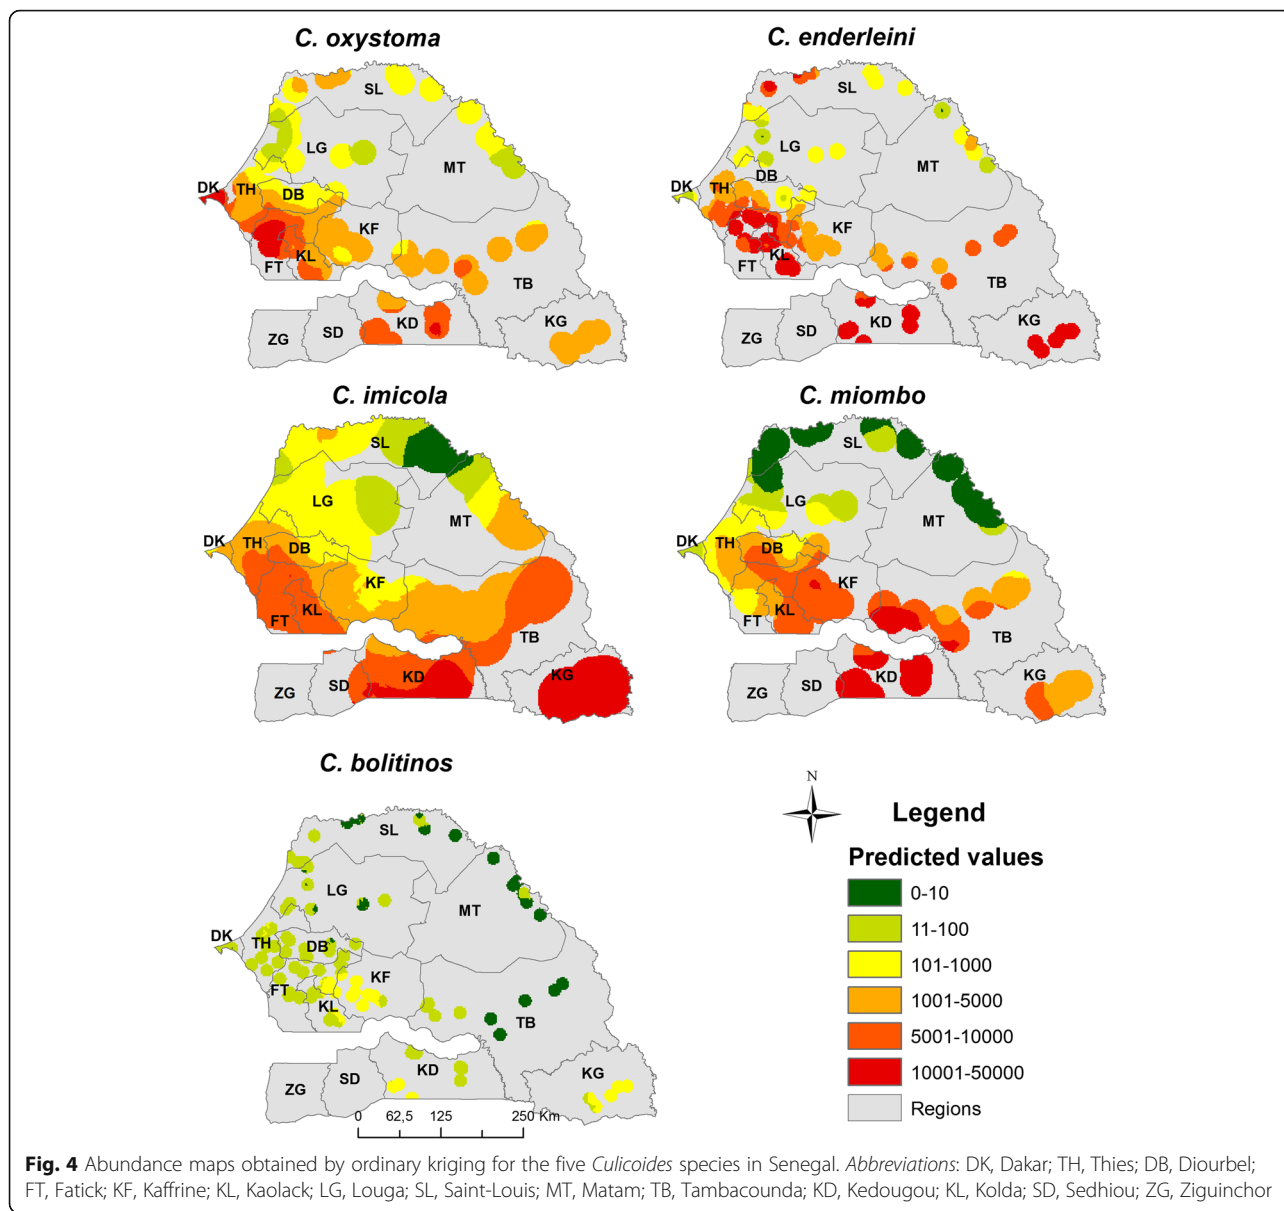 C. oxystoma
SL
LG
MT
DK
TH
DB
KF
KL
FT
TB
KD
SD
ZG
KG
C. enderleini
SL
LG
MT
DK
TH
DB
KF
KL
FT
TB
KD
SD
ZG
KG
C. imicola
SL
LG
MT
DK
TH
DB
KF
KL
FT
TB
KD
SD
ZG
KG
C. miombo
SL
LG
MT
DK
TH
DB
KF
KL
FT
TB
KD
SD
ZG
KG
C. bolitinos
SL
LG
MT
DK
TH
DB
KF
FT
KL
TB
KD
SD
ZG
KG
0 62,5 125 250 Km
N
Legend
Predicted values
0-10
11-100
101-1000
1001-5000
5001-10000
10001-50000
Regions
Fig. 4 Abundance maps obtained by ordinary kriging for the five Culicoides species in Senegal. Abbreviations: DK, Dakar; TH, Thies; DB, Diourbel;
FT, Fatick; KF, Kaffrine; KL, Kaolack; LG, Louga; SL, Saint-Louis; MT, Matam; TB, Tambacounda; KD, Kedougou; KL, Kolda; SD, Sedhiou; ZG, Ziguinchor